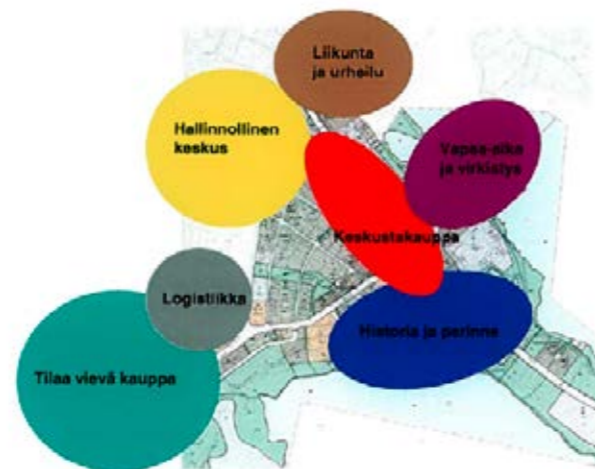 Liikunta
ja urheilu
Hallinnollinen
keskus
Vapaa-aika
ja virkistys
Keskustakauppa
Logistiikka
Historia ja perinne
Tilaa vievä kauppa